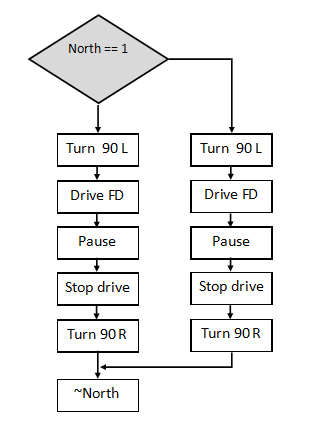 North == 1
Turn 90 L
Turn 90 L
Drive FD
Drive FD
Pause
Pause
Stop drive
Stop drive
Turn 90 R
Turn 90 R
~North